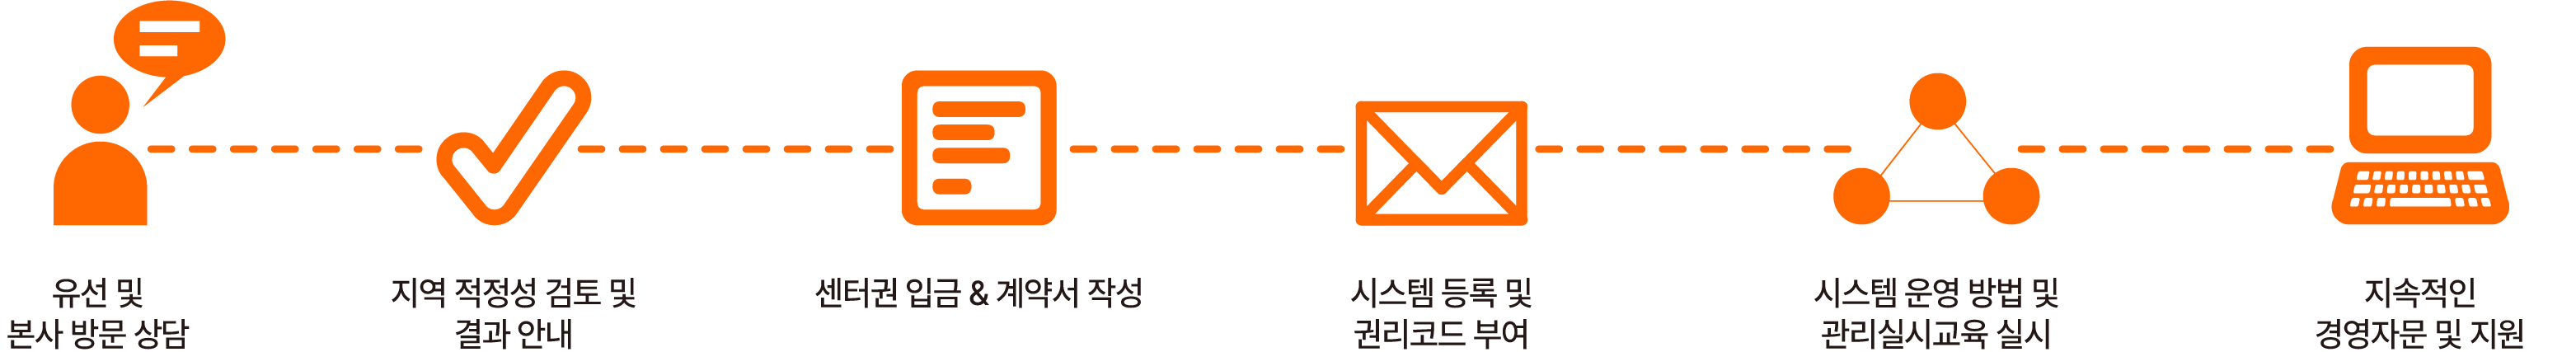 유선 및
본사 방문 상담
지역 적정성 검토 및
결과 안내
센터권 입금 & 계약서 작성
시스템 등록 및
권리코드 부여
시스템 운영 방법 및
관리실시교육 실시
지속적인
경영자문 및 지원